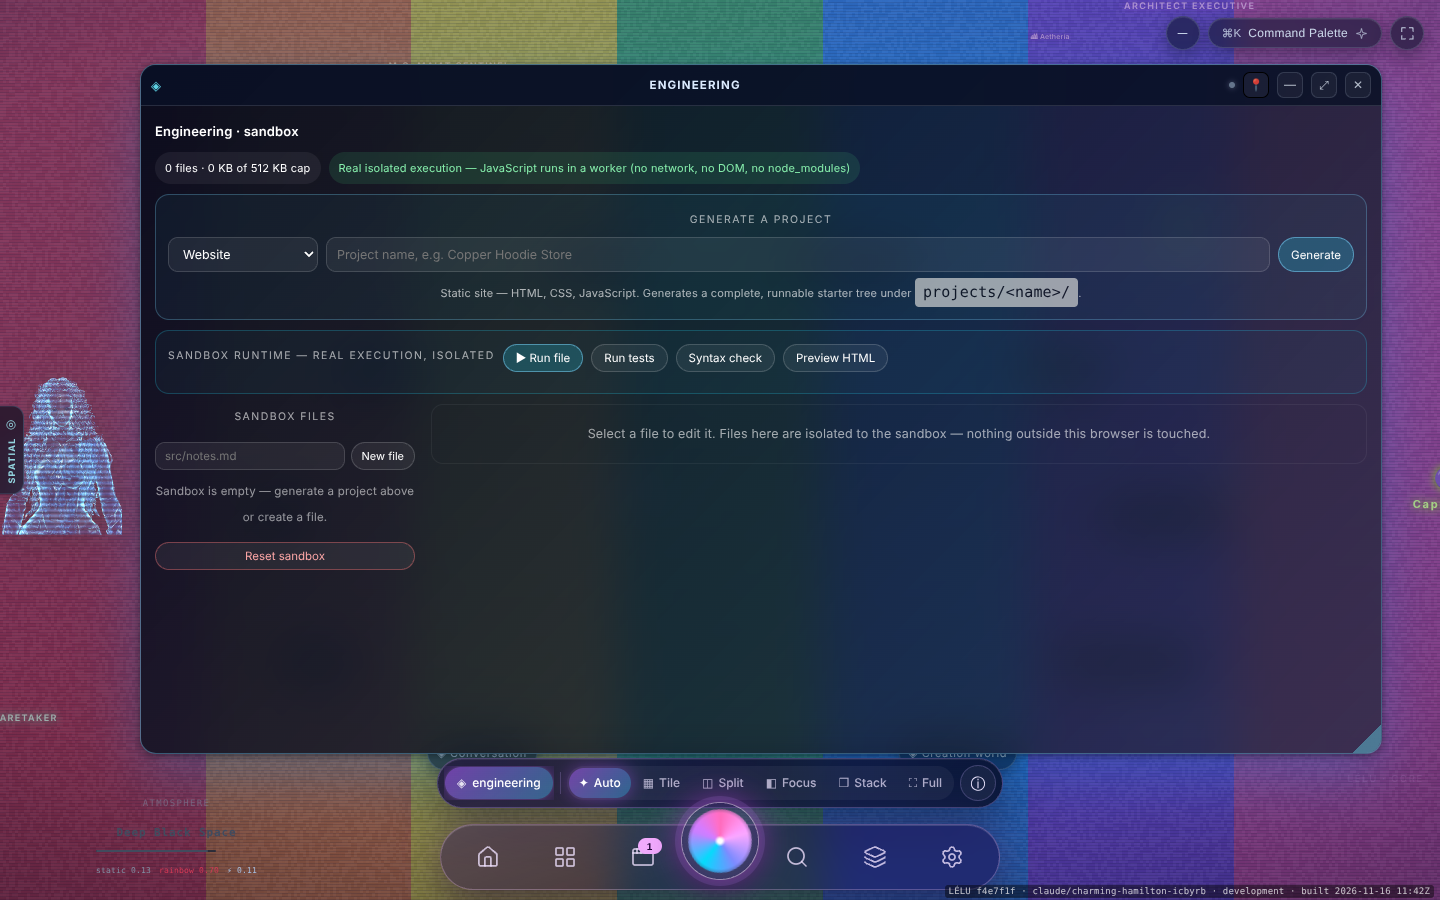 ARCHITECT EXECUTIVE
⌘K Command Palette
Aetheria
ENGINEERING
Engineering · sandbox
0 files · 0 KB of 512 KB cap
Real isolated execution — JavaScript runs in a worker (no network, no DOM, no node_modules)
GENERATE A PROJECT
Website
Project name, e.g. Copper Hoodie Store
Generate
Static site — HTML, CSS, JavaScript. Generates a complete, runnable starter tree under projects/<name>/.
SANDBOX RUNTIME — REAL EXECUTION, ISOLATED
▶ Run file
Run tests
Syntax check
Preview HTML
SANDBOX FILES
Select a file to edit it. Files here are isolated to the sandbox — nothing outside this browser is touched.
src/notes.md
New file
Sandbox is empty — generate a project above
or create a file.
Reset sandbox
SPATIAL
Cap
ARETAKER
Conversation
Creation world
engineering
Auto
Tile
Split
Focus
Stack
Full
ATMOSPHERE
static 0.13
⚡ 0.11
1
LÉLU f4e7f1f · claude/charming-hamilton-icbyrb · development · built 2026-11-16 11:42Z